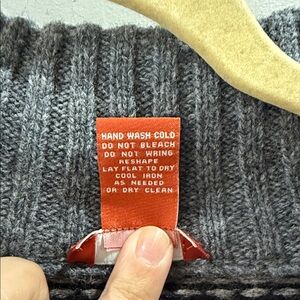 HAND WASH COLD
DO NOT BLEACH
DO NOT WRING
RESHAPE
LAY FLAT TO DRY
COOL IRON
AS NEEDED
OR DRY CLEAN